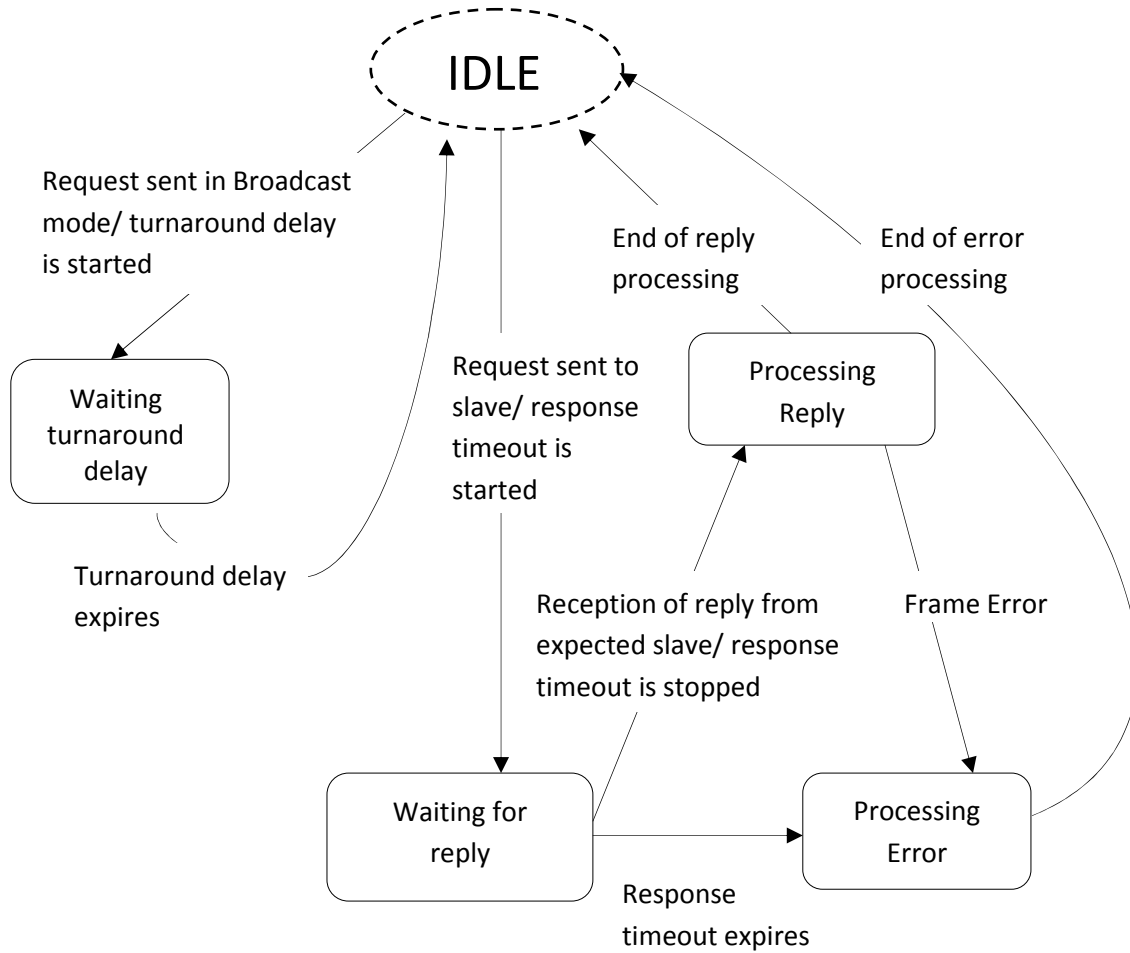 IDLE
Request sent in Broadcast
mode/ turnaround delay
is started
End of reply
processing
End of error
processing
Waiting
turnaround
delay
Request sent to
slave/ response
timeout is
started
Processing
Reply
Turnaround delay
expires
Reception of reply from
expected slave/ response
timeout is stopped
Frame Error
Waiting for
reply
Processing
Error
Response
timeout expires